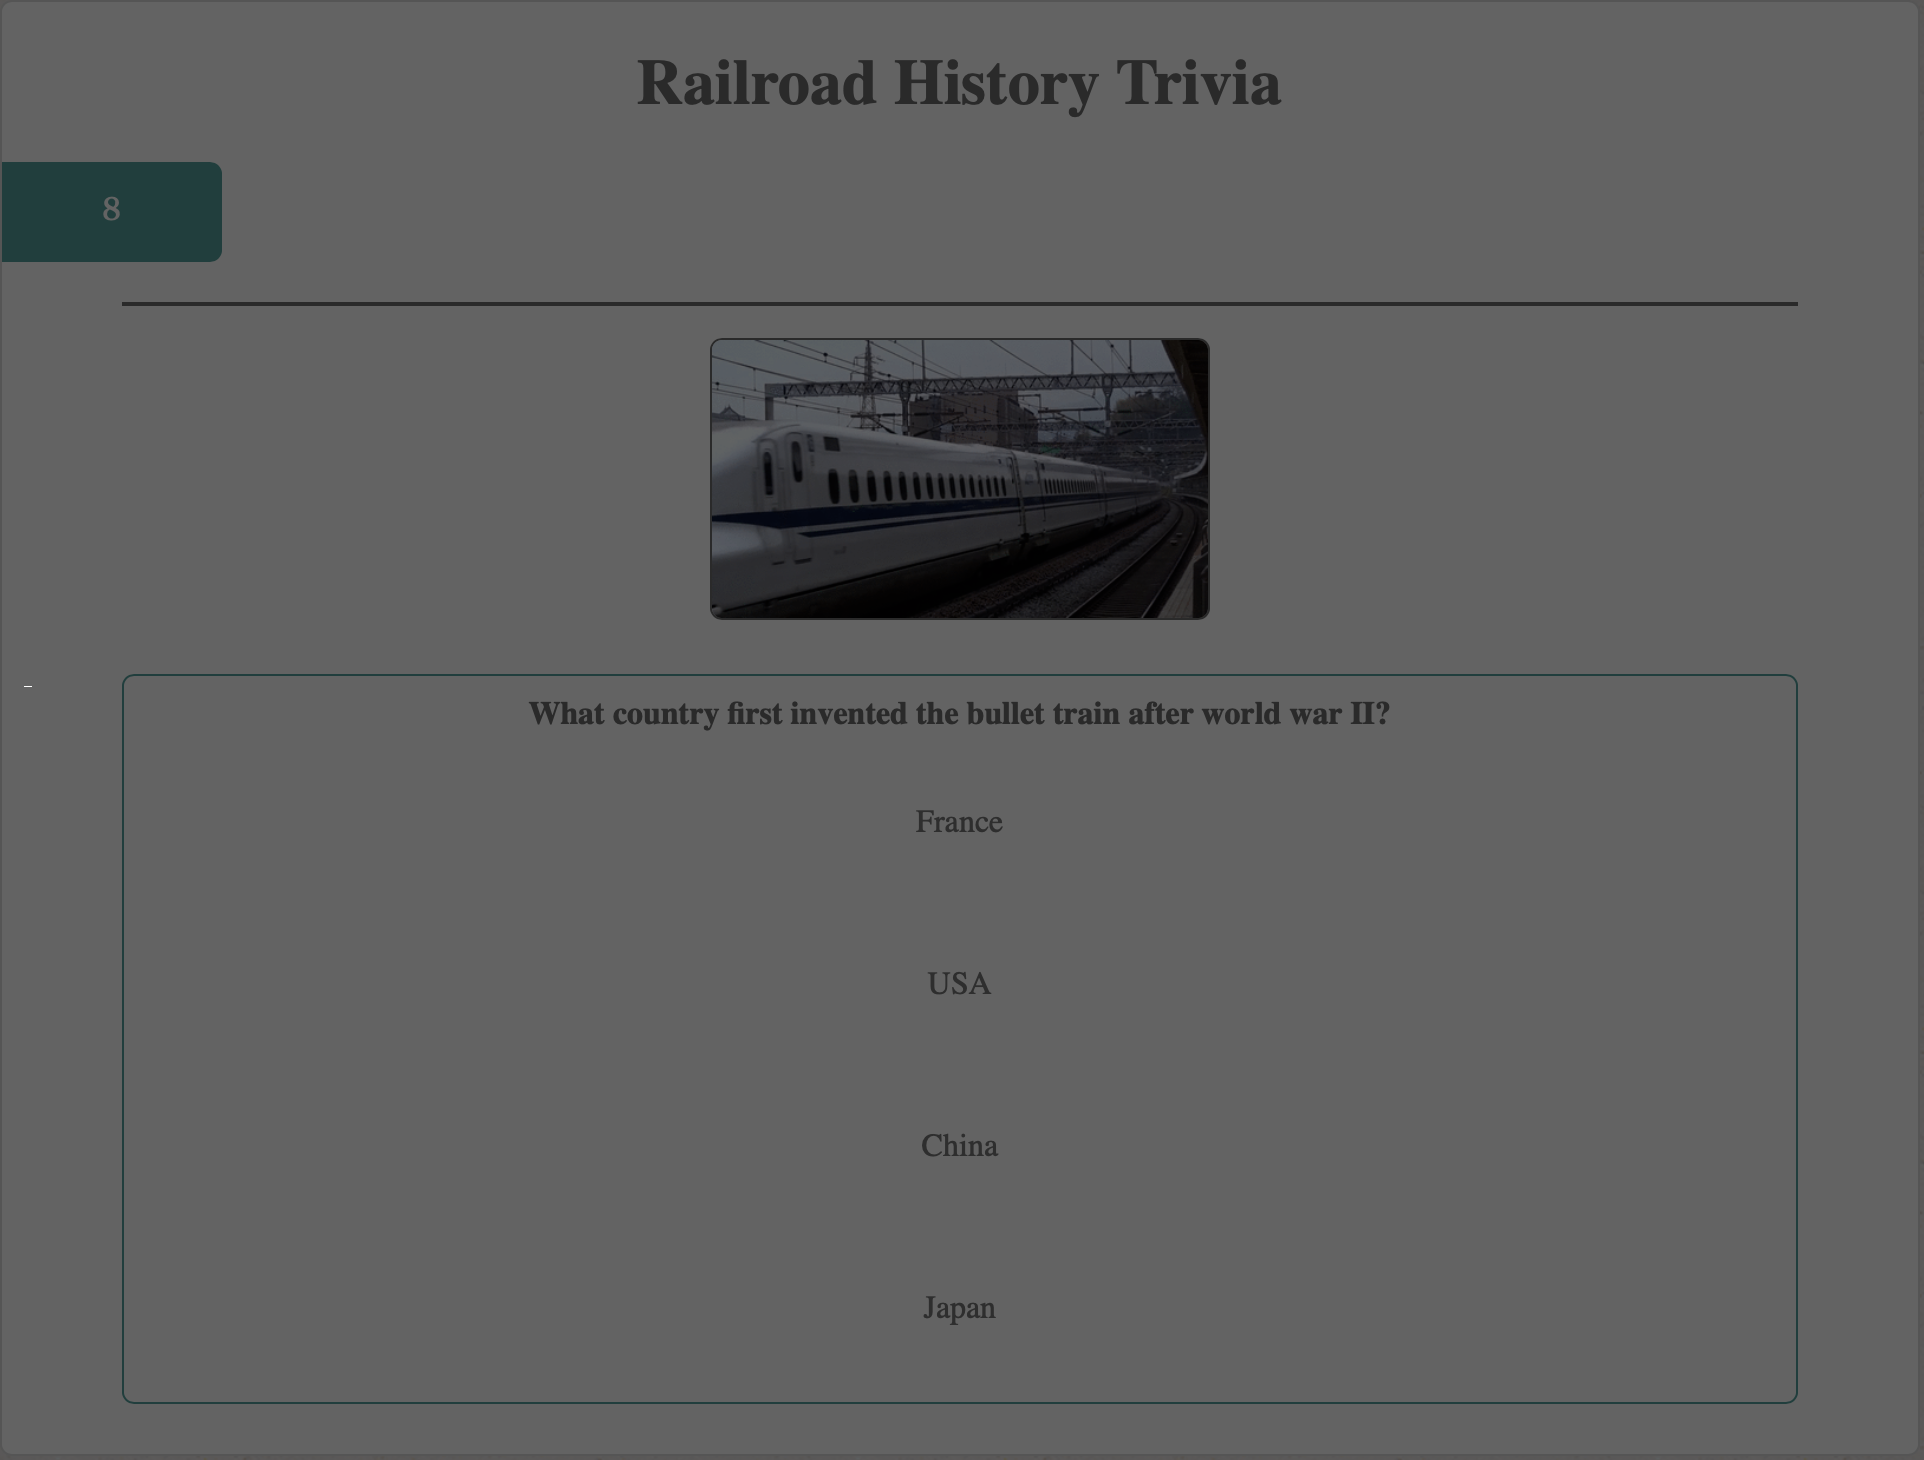 Railroad History Trivia
8
What country first invented the bullet train after world war II?
France
USA
China
Japan